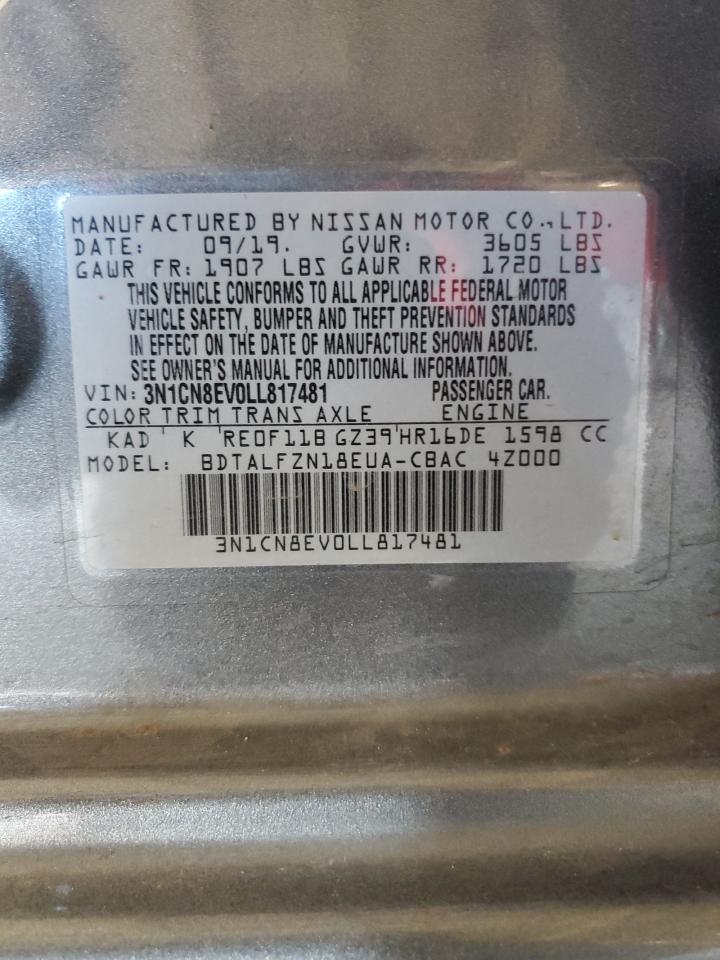 MANUFACTURED BY NISSAN MOTOR CO.,LTD.
DATE: 09/19. GVWR: 3605 LBS
GAWR FR: 1907 LBS GAWR RR: 1720 LBS
THIS VEHICLE CONFORMS TO ALL APPLICABLE FEDERAL MOTOR
VEHICLE SAFETY, BUMPER AND THEFT PREVENTION STANDARDS
IN EFFECT ON THE DATE OF MANUFACTURE SHOWN ABOVE.
SEE OWNER'S MANUAL FOR ADDITIONAL INFORMATION.
VIN: 3N1CN8EV0LL817481 PASSENGER CAR.
COLOR TRIM TRANS AXLE ENGINE
KAD K RE0F11B GZ39 HR16DE 1598 CC
MODEL: BDTALFZN18EUA-CBAC 4Z000
3N1CN8EV0LL817481